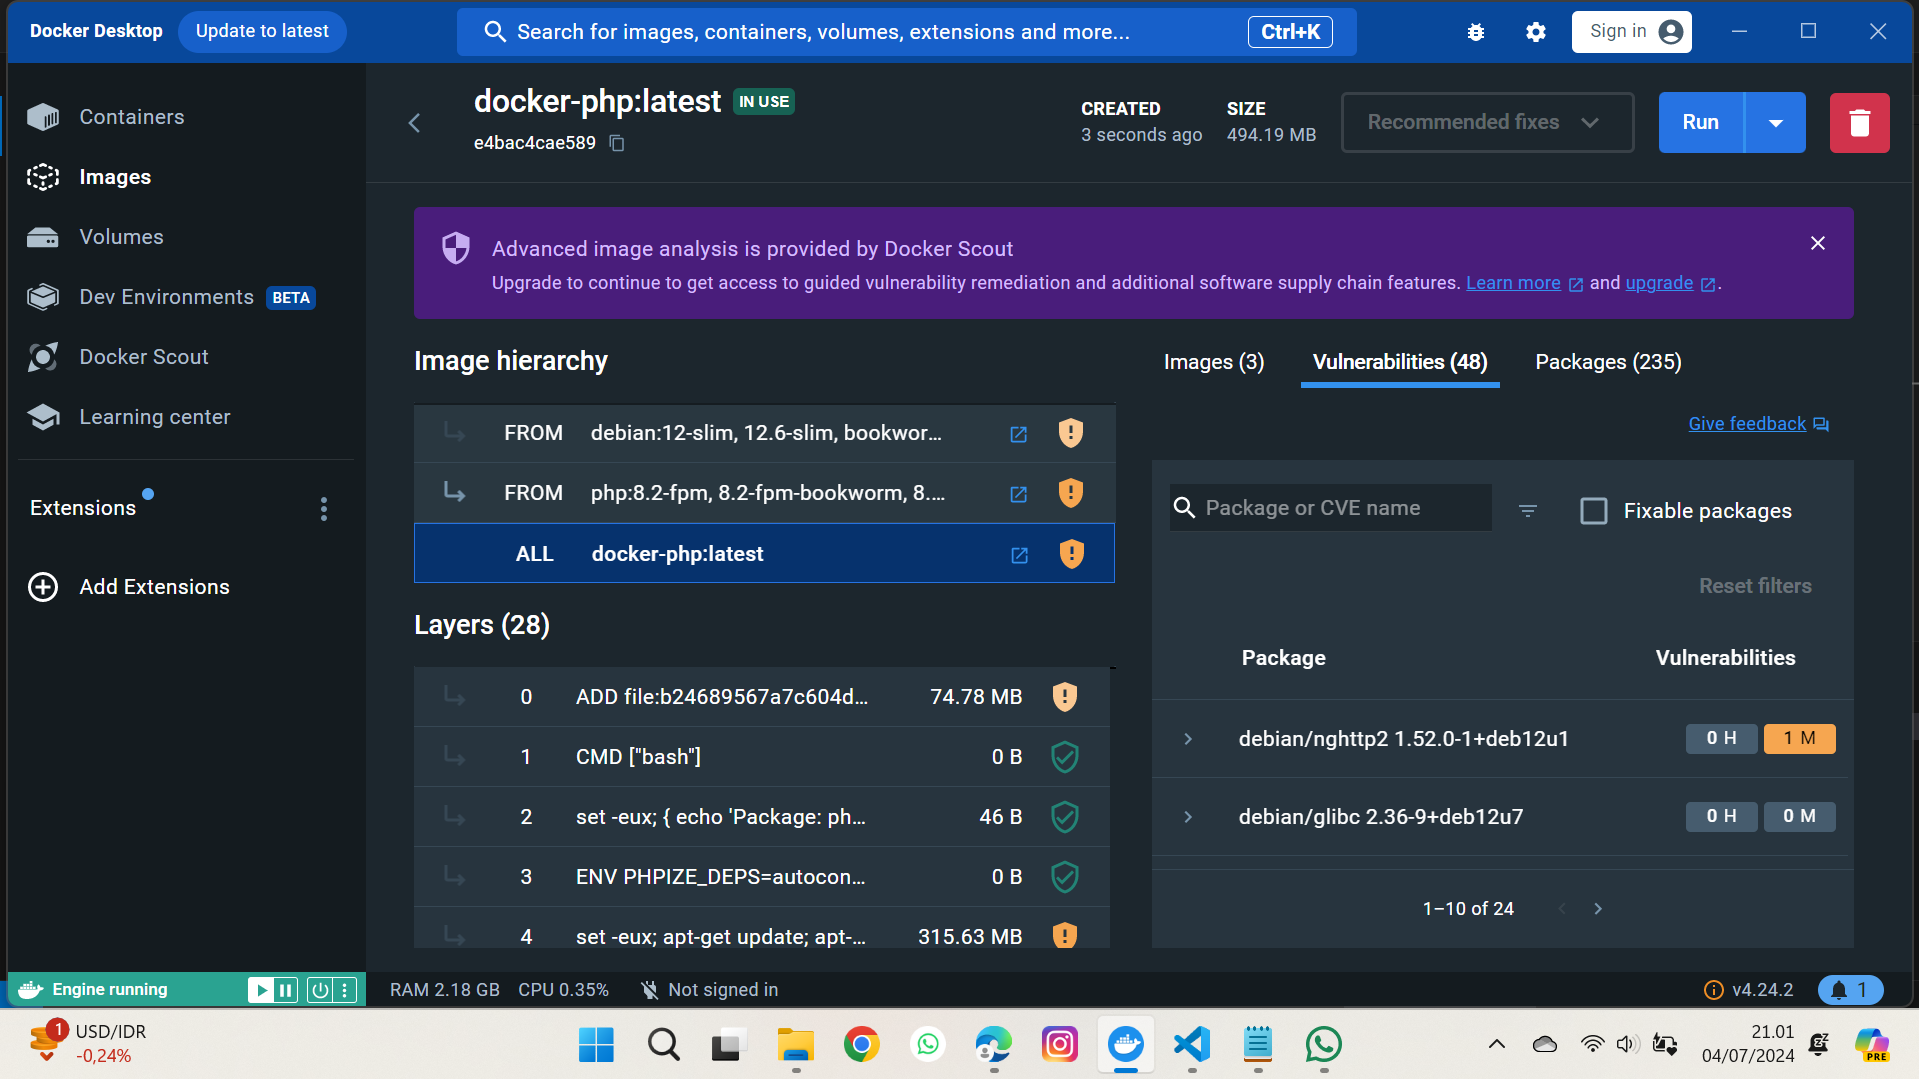 Docker Desktop
Update to latest
Search for images, containers, volumes, extensions and more...
Ctrl+K
Sign in
Containers
Images
Volumes
Dev Environments BETA
Docker Scout
Learning center
Extensions
Add Extensions
docker-php:latest IN USE
e4bac4cae589
CREATED
3 seconds ago
SIZE
494.19 MB
Recommended fixes
Run
Advanced image analysis is provided by Docker Scout
Upgrade to continue to get access to guided vulnerability remediation and additional software supply chain features. Learn more and upgrade .
Image hierarchy
FROM debian:12-slim, 12.6-slim, bookwor...
FROM php:8.2-fpm, 8.2-fpm-bookworm, 8....
ALL docker-php:latest
Layers (28)
0 ADD file:b24689567a7c604d... 74.78 MB
1 CMD ["bash"] 0 B
2 set -eux; { echo 'Package: ph... 46 B
3 ENV PHPIZE_DEPS=autocon... 0 B
4 set -eux; apt-get update; apt-... 315.63 MB
Images (3)
Vulnerabilities (48)
Packages (235)
Give feedback
Package or CVE name
Fixable packages
Reset filters
Package Vulnerabilities
debian/nghttp2 1.52.0-1+deb12u1 0 H 1 M
debian/glibc 2.36-9+deb12u7 0 H 0 M
1–10 of 24
Engine running
RAM 2.18 GB CPU 0.35% Not signed in
v4.24.2
1
1
USD/IDR
-0,24%
21.01
04/07/2024
PRE